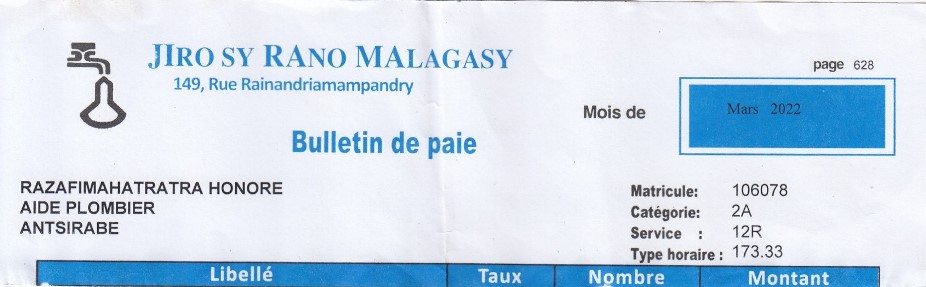 JIRO SY RANO MALAGASY
149, Rue Rainandriamampandry
page 628
Mois de
Mars 2022
Bulletin de paie
RAZAFIMAHATRATRA HONORE
AIDE PLOMBIER
ANTSIRABE
Matricule: 106078
Catégorie: 2A
Service : 12R
Type horaire : 173.33
Libellé Taux Nombre Montant